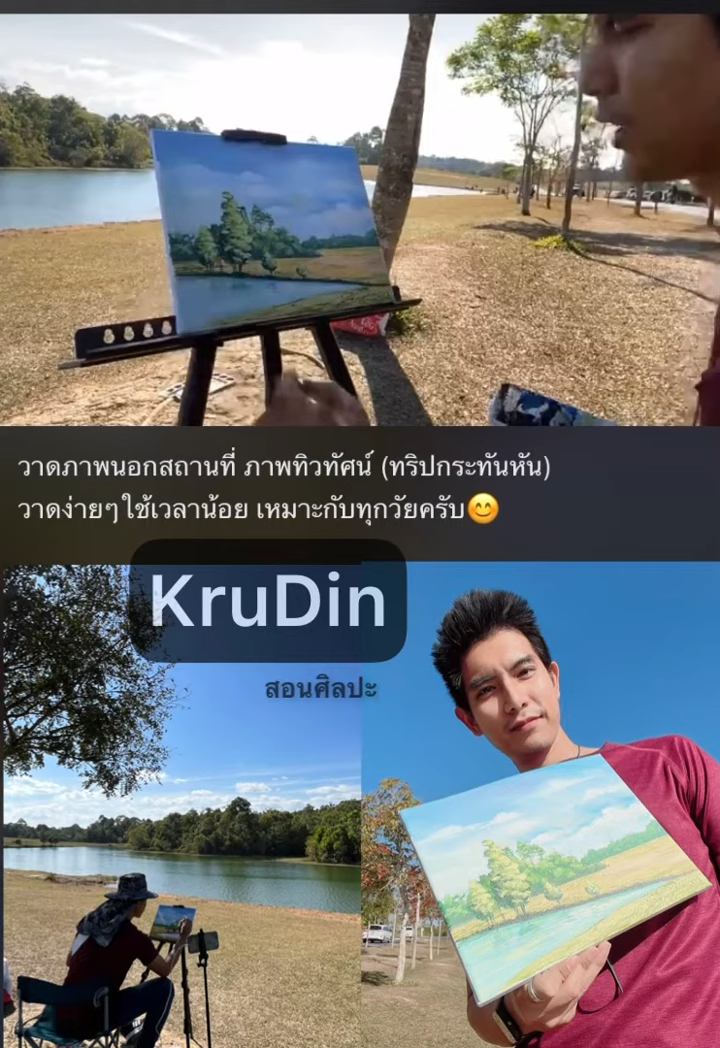 วาดภาพนอกสถานที่ ภาพทิวทัศน์ (ทริปกระทันหัน)
วาดง่ายๆใช้เวลาน้อย เหมาะกับทุกวัยครับ😊
KruDin
สอนศิลปะ